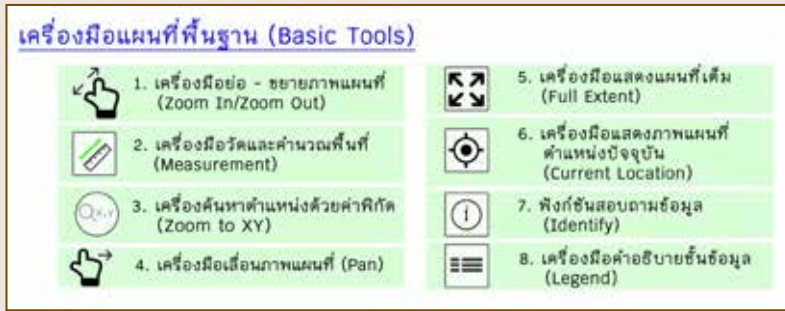 เครื่องมือแผนที่พื้นฐาน (Basic Tools)
1. เครื่องมือย่อ - ขยายภาพแผนที่
(Zoom In/Zoom Out)
2. เครื่องมือวัดและคำนวณพื้นที่
(Measurement)
X,Y
3. เครื่องค้นหาตำแหน่งด้วยค่าพิกัด
(Zoom to XY)
4. เครื่องมือเลื่อนภาพแผนที่ (Pan)
5. เครื่องมือแสดงแผนที่เต็ม
(Full Extent)
6. เครื่องมือแสดงภาพแผนที่
ตำแหน่งปัจจุบัน
(Current Location)
7. ฟังก์ชันสอบถามข้อมูล
(Identify)
8. เครื่องมือคำอธิบายชั้นข้อมูล
(Legend)